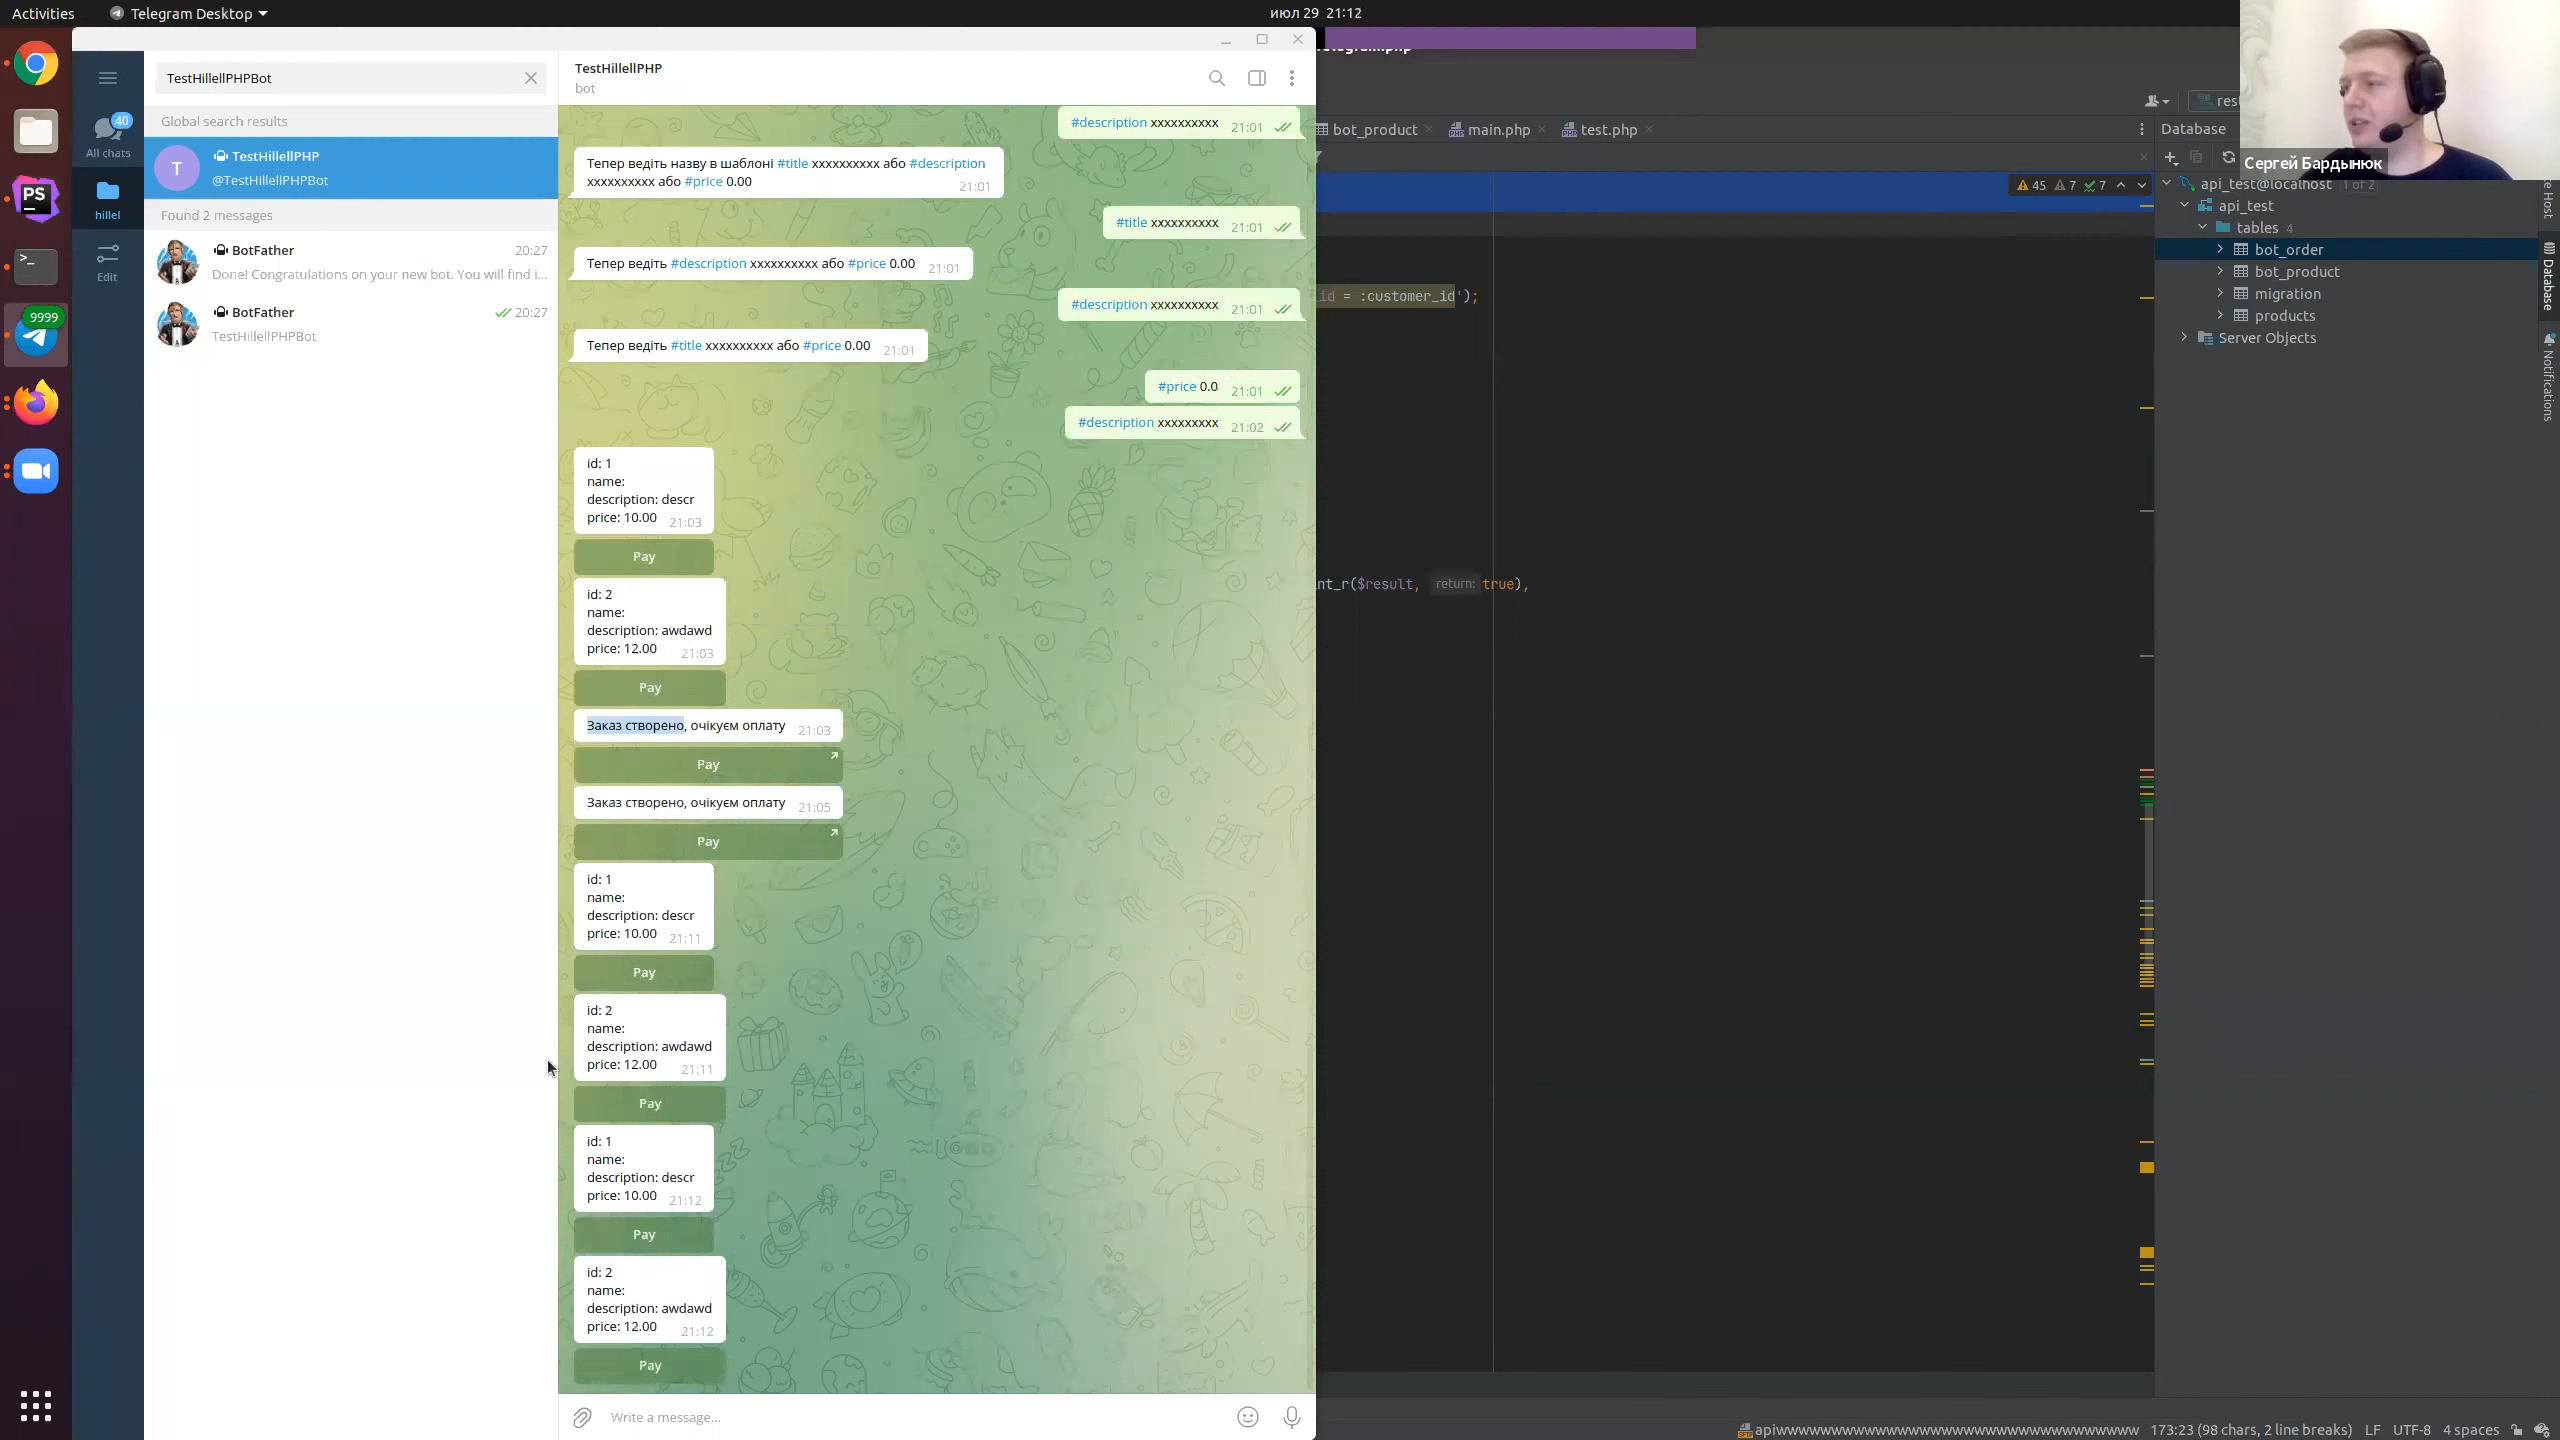 Activities
Telegram Desktop
июл 29 21:12
TestHillellPHPBot
Global search results
T
TestHillellPHP
@TestHillellPHPBot
Found 2 messages
BotFather
20:27
Done! Congratulations on your new bot. You will find i...
BotFather
20:27
TestHillellPHPBot
40
All chats
hillel
Edit
PS
>_
9999
TestHillellPHP
bot
#description xxxxxxxxxx 21:01
Тепер ведіть назву в шаблоні #title xxxxxxxxxx або #description
xxxxxxxxxx або #price 0.00 21:01
#title xxxxxxxxxx 21:01
Тепер ведіть #description xxxxxxxxxx або #price 0.00 21:01
#description xxxxxxxxxx 21:01
Тепер ведіть #title xxxxxxxxxx або #price 0.00 21:01
#price 0.0 21:01
#description xxxxxxxxx 21:02
id: 1
name:
description: descr
price: 10.00 21:03
Pay
id: 2
name:
description: awdawd
price: 12.00 21:03
Pay
Заказ створено, очікуєм оплату 21:03
Pay
Заказ створено, очікуєм оплату 21:05
Pay
id: 1
name:
description: descr
price: 10.00 21:11
Pay
id: 2
name:
description: awdawd
price: 12.00 21:11
Pay
id: 1
name:
description: descr
price: 10.00 21:12
Pay
id: 2
name:
description: awdawd
price: 12.00 21:12
Pay
Write a message...
bot_product
main.php
test.php
45 7 7
_id = :customer_id');
nt_r($result, return: true),
res
Database
Сергей Бардынюк
api_test@localhost 1 of 2
api_test
tables 4
bot_order
bot_product
migration
products
Server Objects
Host
Database
Notifications
173:23 (98 chars, 2 line breaks) LF UTF-8 4 spaces